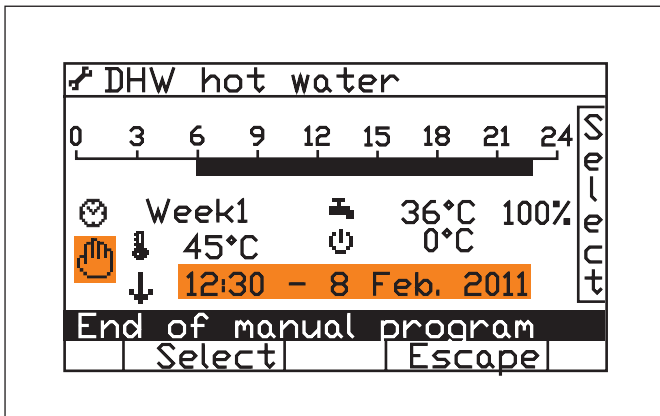 DHW hot water
0 3 6 9 12 15 18 21 24
Select
Week1 36°C 100%
45°C 0°C
12:30 - 8 Feb. 2011
End of manual program
Select Escape